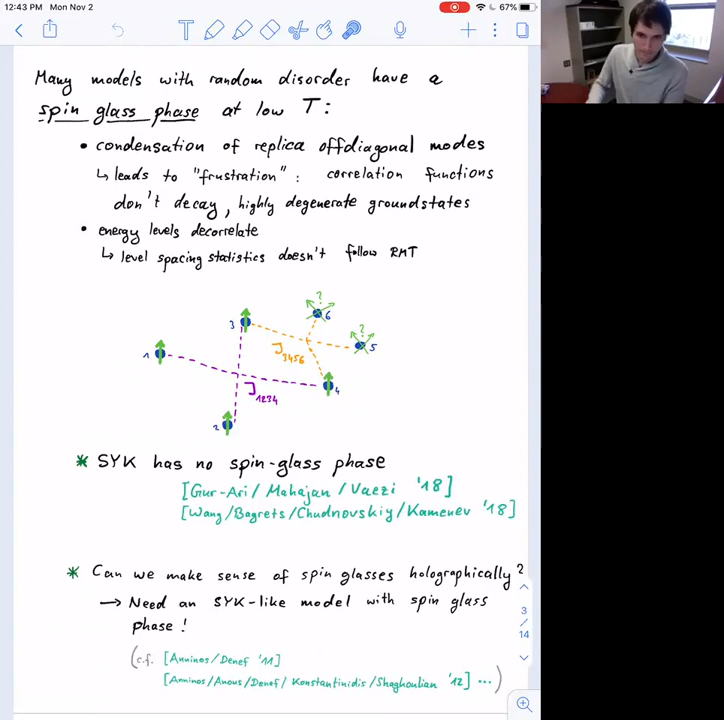 12:43 PM Mon Nov 2
67%
Many models with random disorder have a
spin glass phase at low T:
• condensation of replica offdiagonal modes
↳ leads to "frustration" : correlation functions
don't decay, highly degenerate groundstates
• energy levels decorrelate
↳ level spacing statistics doesn't follow RMT
?
3
6
?
1
J3456
5
J1234
4
2
* SYK has no spin-glass phase
[Gur-Ari / Mahajan / Vaezi '18]
[Wang/Bagrets/Chudnovskiy/Kamenev '18]
* Can we make sense of spin glasses holographically?
→ Need an SYK-like model with spin glass
phase!
(c.f. [Anninos/Denef '11]
[Anninos/Anous/Denef/Konstantinidis/Shaghoulian '12] ...)
3
/
14